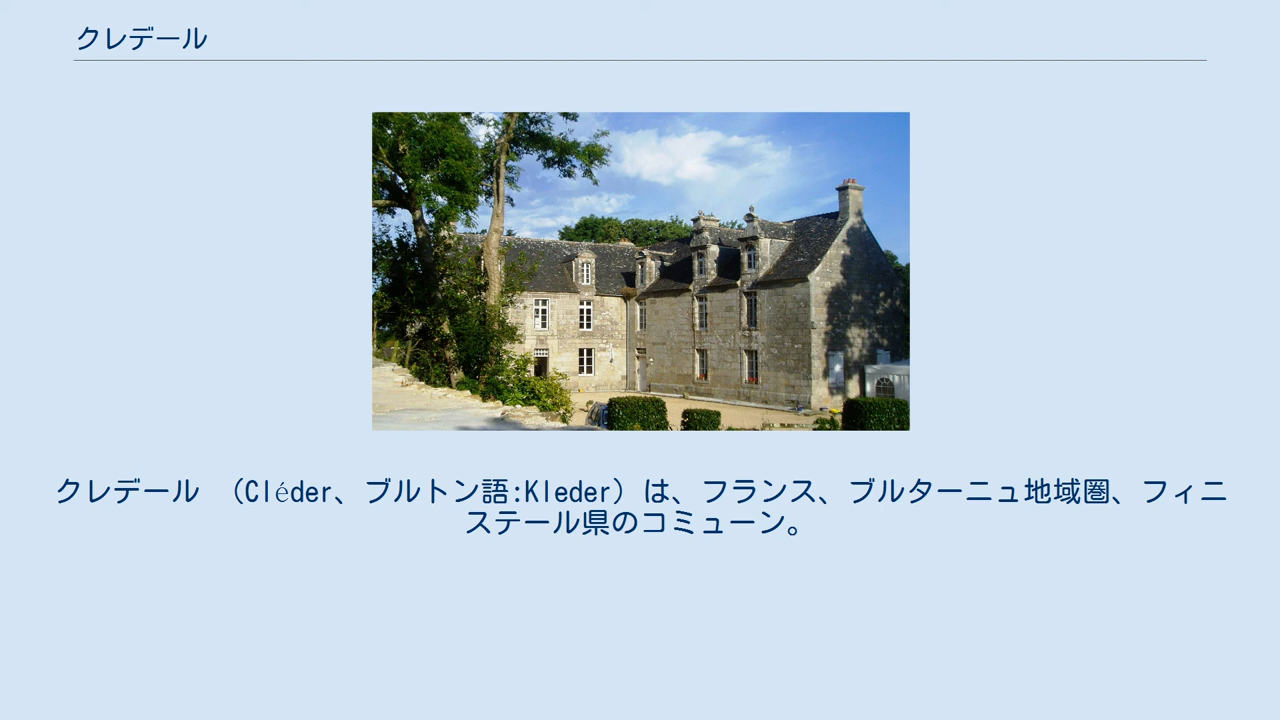 クレデール
クレデール （Cléder、ブルトン語:Kleder）は、フランス、ブルターニュ地域圏、フィニ
ステール県のコミューン。